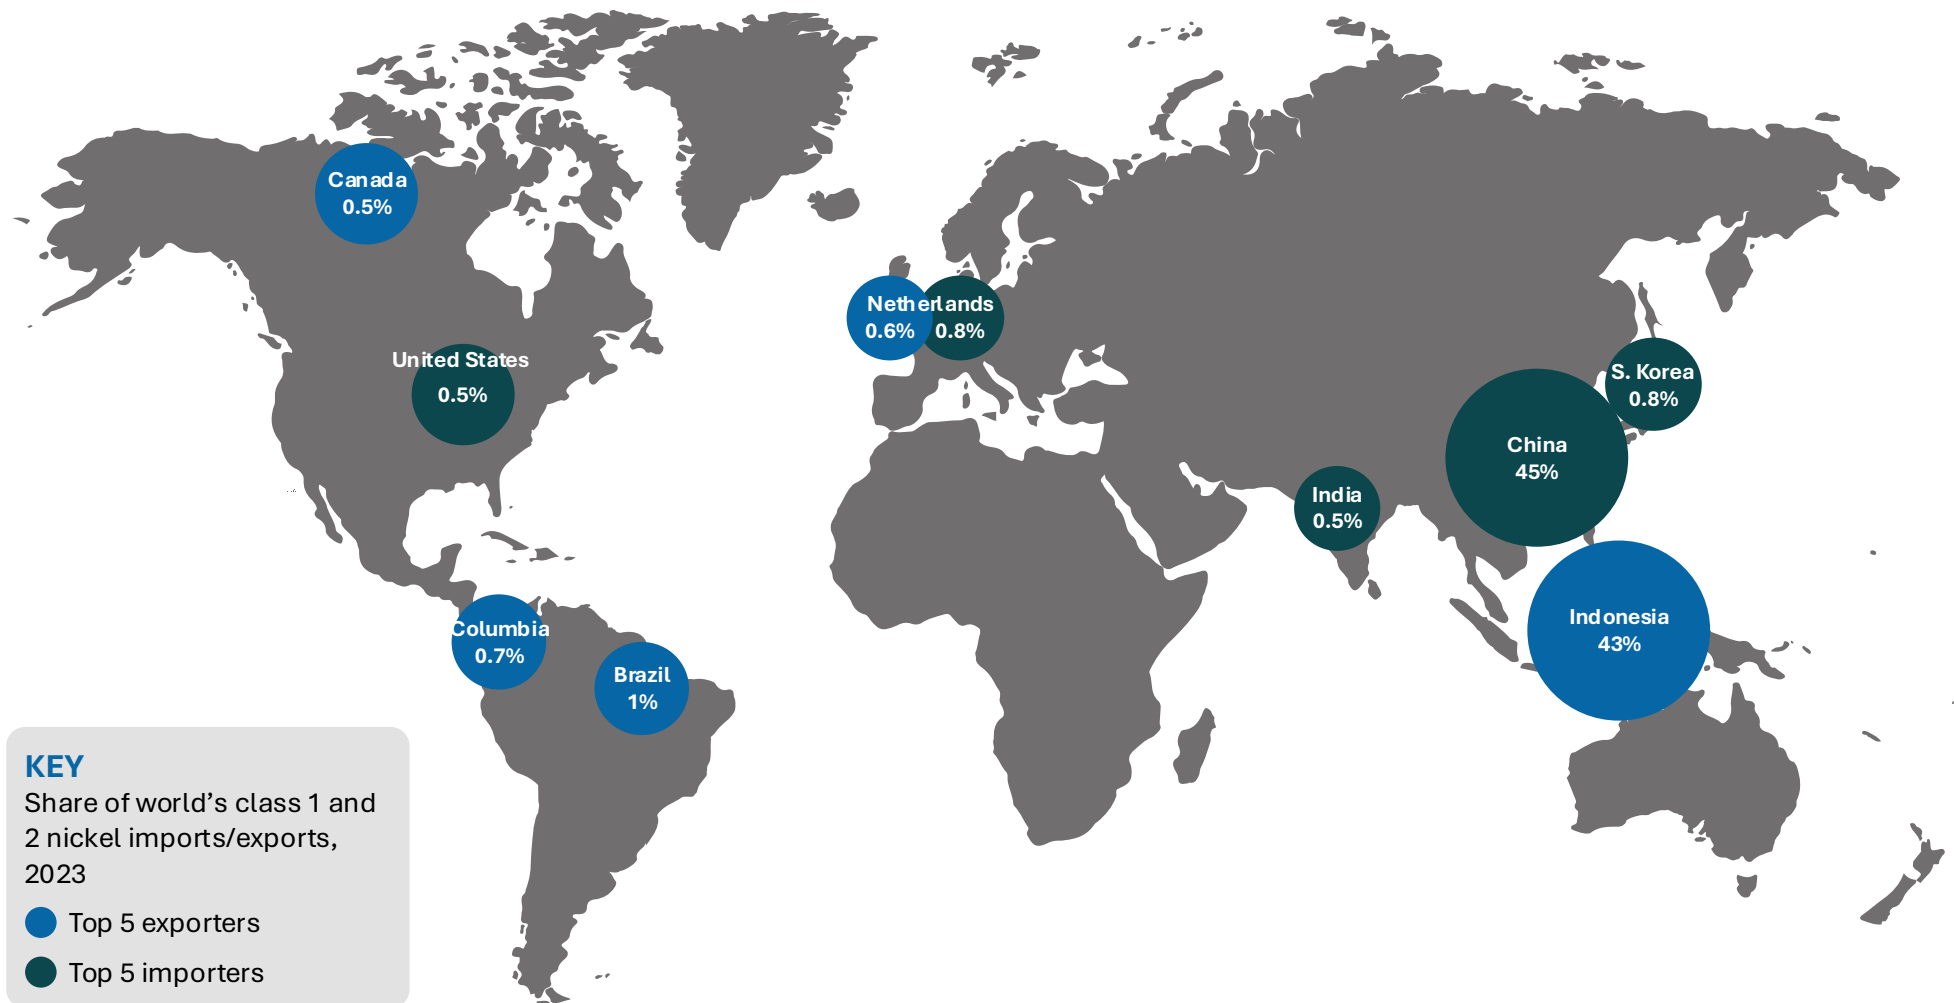 Canada
0.5%
United States
0.5%
Netherlands
0.6%
0.8%
S. Korea
0.8%
China
45%
India
0.5%
Indonesia
43%
Columbia
0.7%
Brazil
1%
KEY
Share of world's class 1 and
2 nickel imports/exports,
2023
Top 5 exporters
Top 5 importers